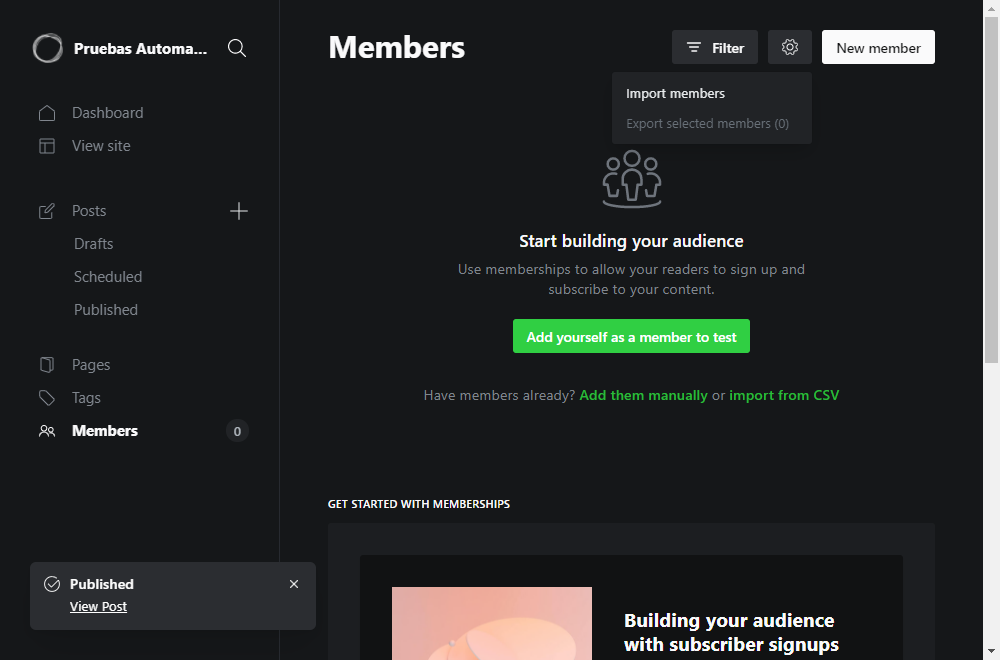 Pruebas Automa...
Dashboard
View site
Posts
Drafts
Scheduled
Published
Pages
Tags
Members
0
Published
View Post
Members
Filter
New member
Import members
Export selected members (0)
Start building your audience
Use memberships to allow your readers to sign up and
subscribe to your content.
Add yourself as a member to test
Have members already? Add them manually or import from CSV
GET STARTED WITH MEMBERSHIPS
Building your audience
with subscriber signups